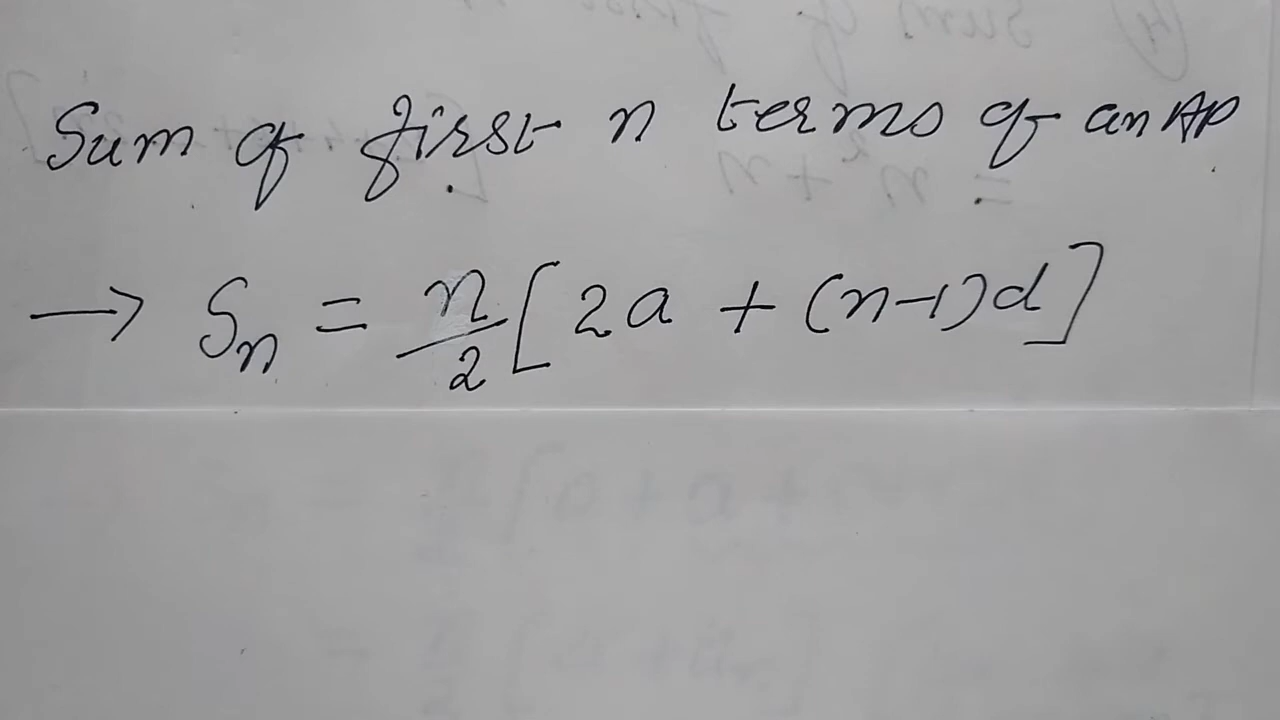 Sum of first n terms of an AP
→ Sn = n/2 [2a + (n-1)d]